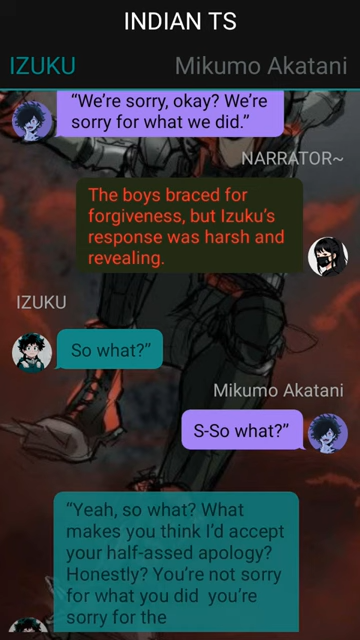 INDIAN TS
IZUKU
Mikumo Akatani
“We’re sorry, okay? We’re
sorry for what we did.”
NARRATOR~
The boys braced for
forgiveness, but Izuku’s
response was harsh and
revealing.
IZUKU
So what?”
Mikumo Akatani
S-So what?”
“Yeah, so what? What
makes you think I’d accept
your half-assed apology?
Honestly? You’re not sorry
for what you did  you’re
sorry for the